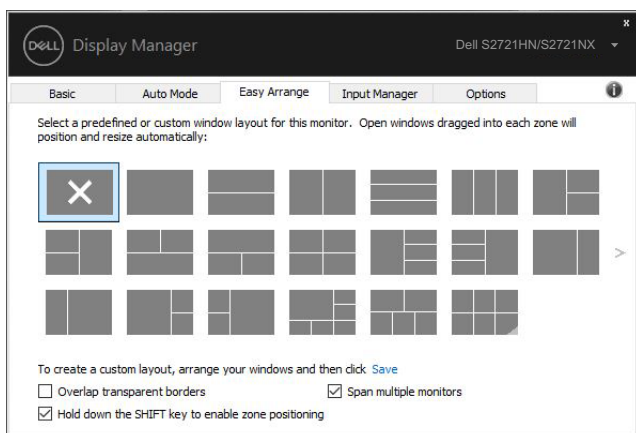 x
DELL Display Manager Dell S2721HN/S2721NX
Basic Auto Mode Easy Arrange Input Manager Options i
Select a predefined or custom window layout for this monitor. Open windows dragged into each zone will
position and resize automatically:
>
To create a custom layout, arrange your windows and then click Save
Overlap transparent borders Span multiple monitors
Hold down the SHIFT key to enable zone positioning